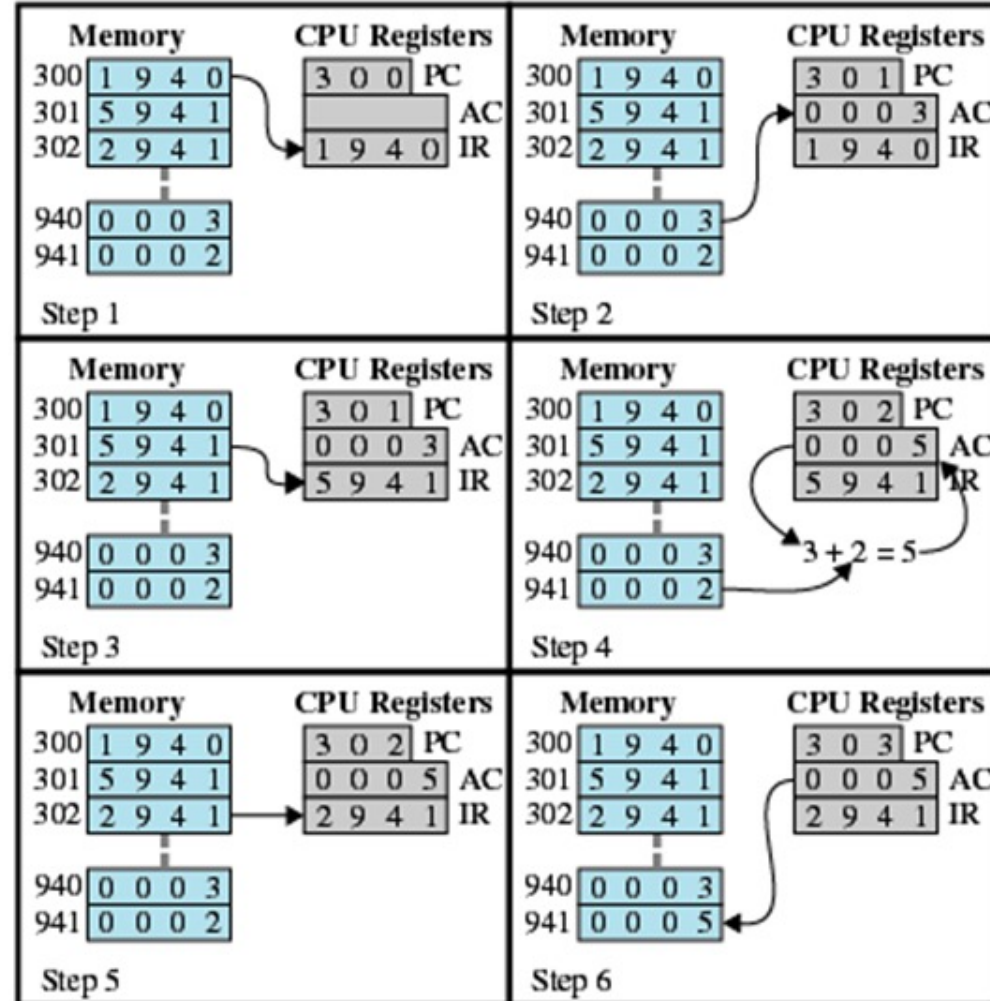 Memory CPU Registers
300 1 9 4 0 3 0 0 PC
301 5 9 4 1 AC
302 2 9 4 1 1 9 4 0 IR
940 0 0 0 3
941 0 0 0 2
Step 1
Memory CPU Registers
300 1 9 4 0 3 0 1 PC
301 5 9 4 1 0 0 0 3 AC
302 2 9 4 1 1 9 4 0 IR
940 0 0 0 3
941 0 0 0 2
Step 2
Memory CPU Registers
300 1 9 4 0 3 0 1 PC
301 5 9 4 1 0 0 0 3 AC
302 2 9 4 1 5 9 4 1 IR
940 0 0 0 3
941 0 0 0 2
Step 3
Memory CPU Registers
300 1 9 4 0 3 0 2 PC
301 5 9 4 1 0 0 0 5 AC
302 2 9 4 1 5 9 4 1 IR
940 0 0 0 3 3 + 2 = 5
941 0 0 0 2
Step 4
Memory CPU Registers
300 1 9 4 0 3 0 2 PC
301 5 9 4 1 0 0 0 5 AC
302 2 9 4 1 2 9 4 1 IR
940 0 0 0 3
941 0 0 0 2
Step 5
Memory CPU Registers
300 1 9 4 0 3 0 3 PC
301 5 9 4 1 0 0 0 5 AC
302 2 9 4 1 2 9 4 1 IR
940 0 0 0 3
941 0 0 0 5
Step 6